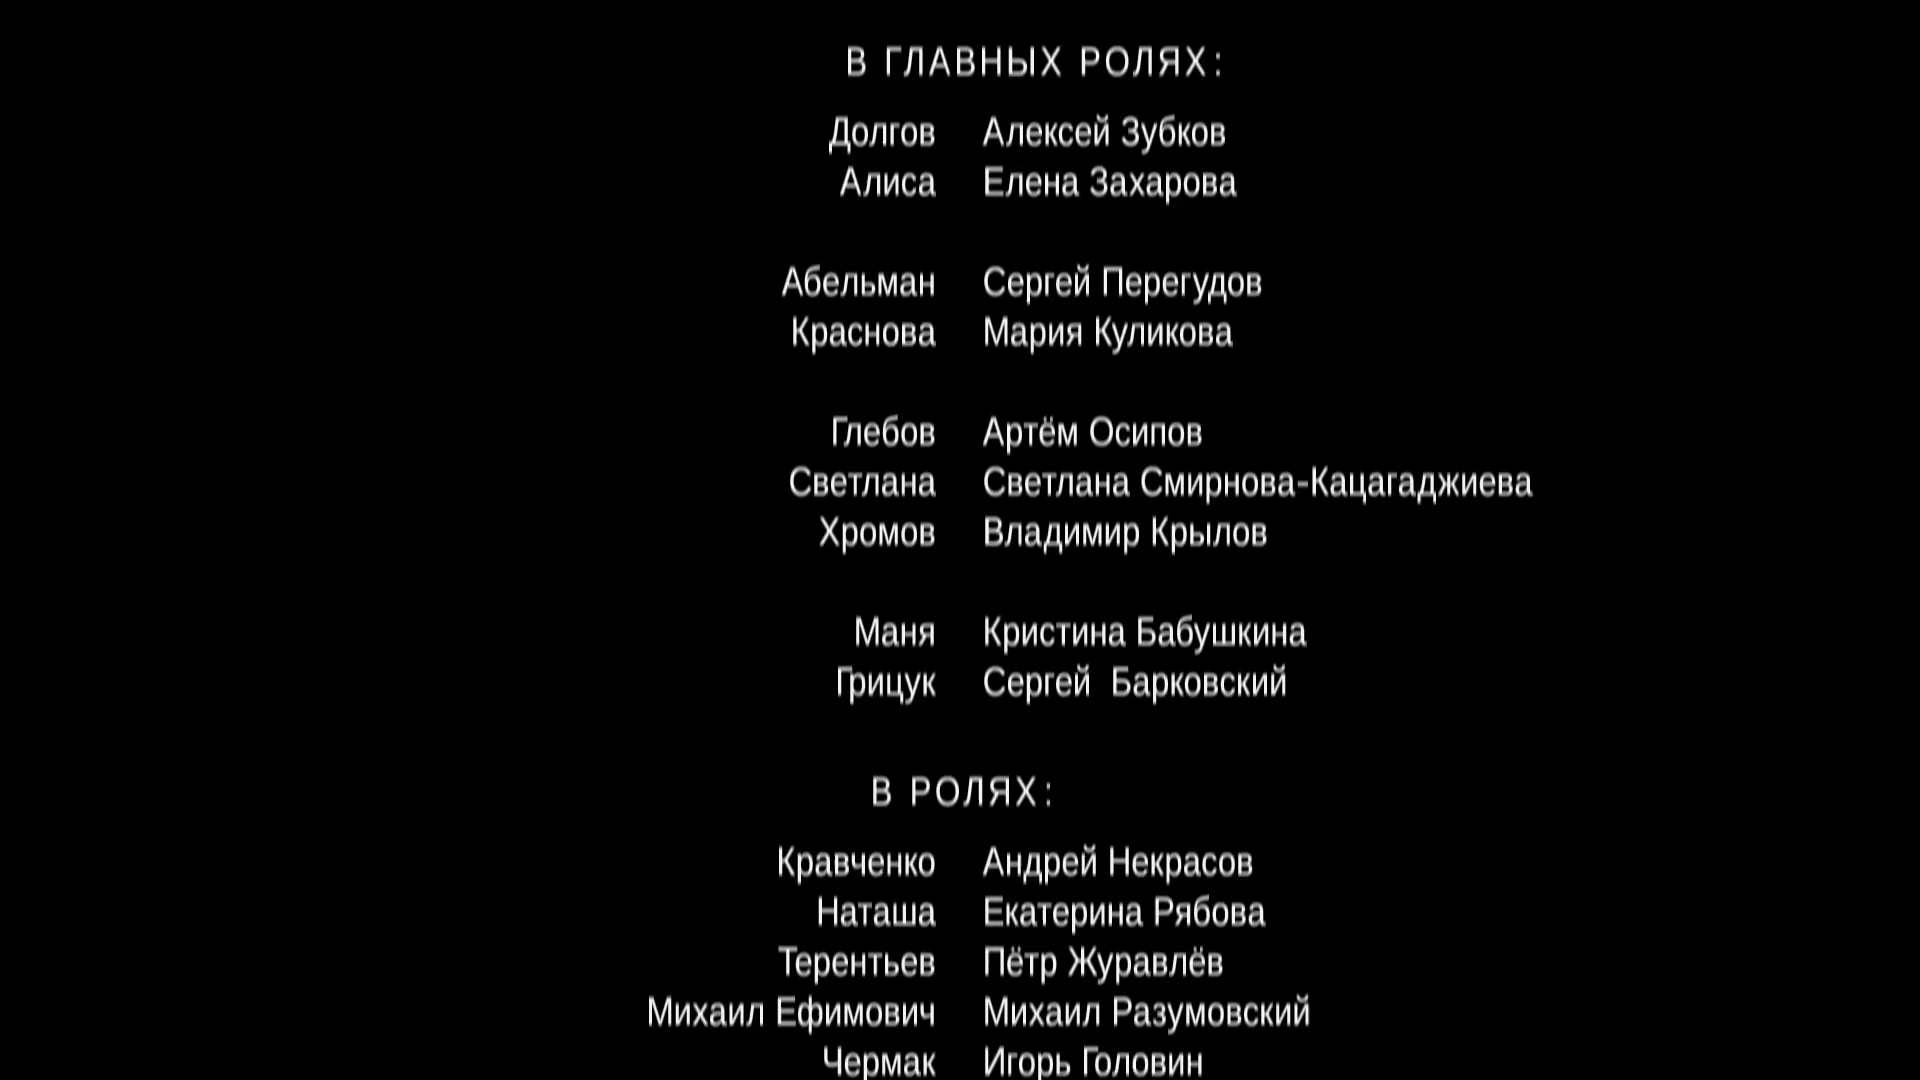 В ГЛАВНЫХ РОЛЯХ:
Долгов Алексей Зубков
Алиса Елена Захарова
Абельман Сергей Перегудов
Краснова Мария Куликова
Глебов Артём Осипов
Светлана Светлана Смирнова-Кацагаджиева
Хромов Владимир Крылов
Маня Кристина Бабушкина
Грицук Сергей Барковский
В РОЛЯХ:
Кравченко Андрей Некрасов
Наташа Екатерина Рябова
Терентьев Пётр Журавлёв
Михаил Ефимович Михаил Разумовский
Чермак Игорь Головин